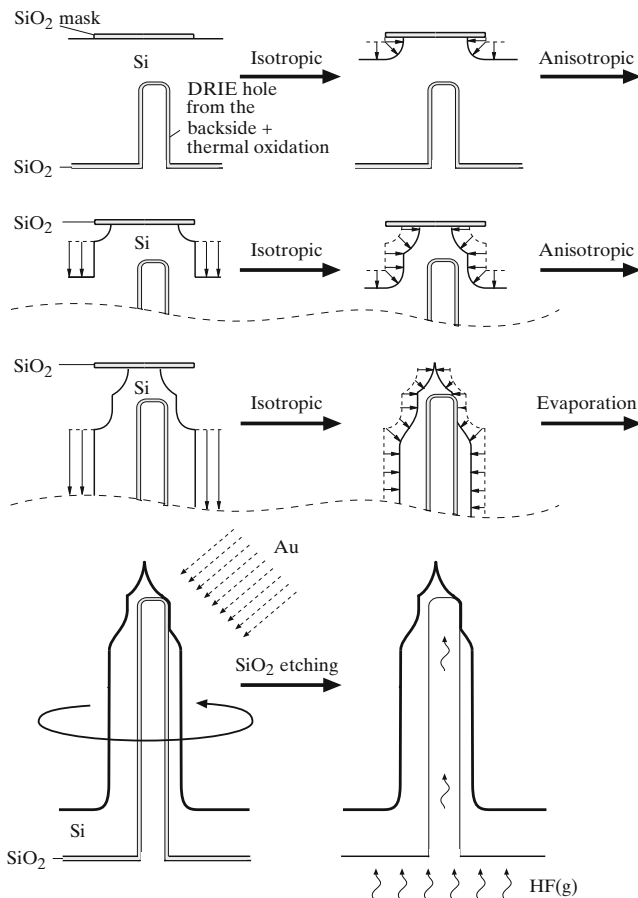 SiO2 mask
Si
Isotropic
Anisotropic
DRIE hole
from the
backside +
thermal oxidation
SiO2
SiO2
Si
Isotropic
Anisotropic
SiO2
Si
Isotropic
Evaporation
Au
SiO2 etching
Si
SiO2
HF(g)